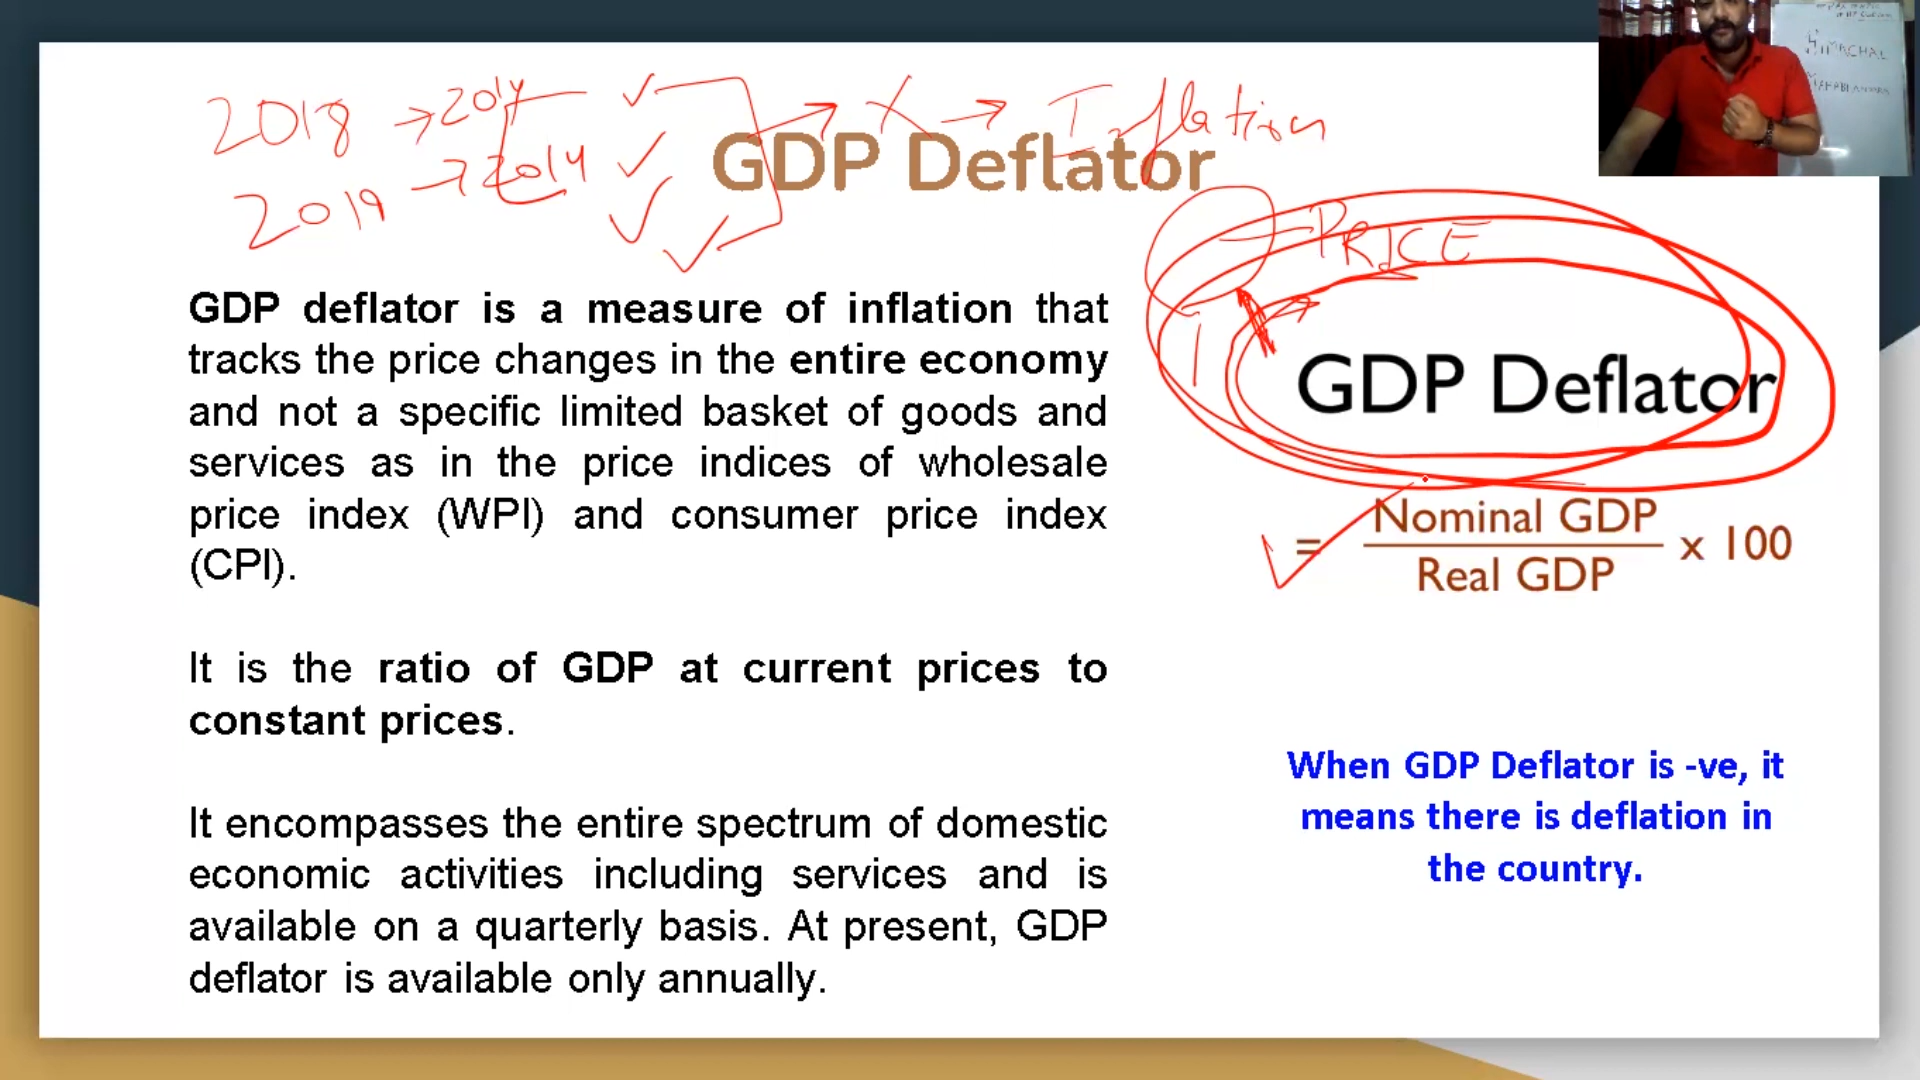 2018 → 2014 ✓
2019 → 2014 ✓
→ X → Inflation
GDP Deflator
PRICE
GDP deflator is a measure of inflation that
tracks the price changes in the entire economy
and not a specific limited basket of goods and
services as in the price indices of wholesale
price index (WPI) and consumer price index
(CPI).
It is the ratio of GDP at current prices to
constant prices.
It encompasses the entire spectrum of domestic
economic activities including services and is
available on a quarterly basis. At present, GDP
deflator is available only annually.
GDP Deflator
= Nominal GDP
Real GDP
x 100
When GDP Deflator is -ve, it
means there is deflation in
the country.
HIMACHAL